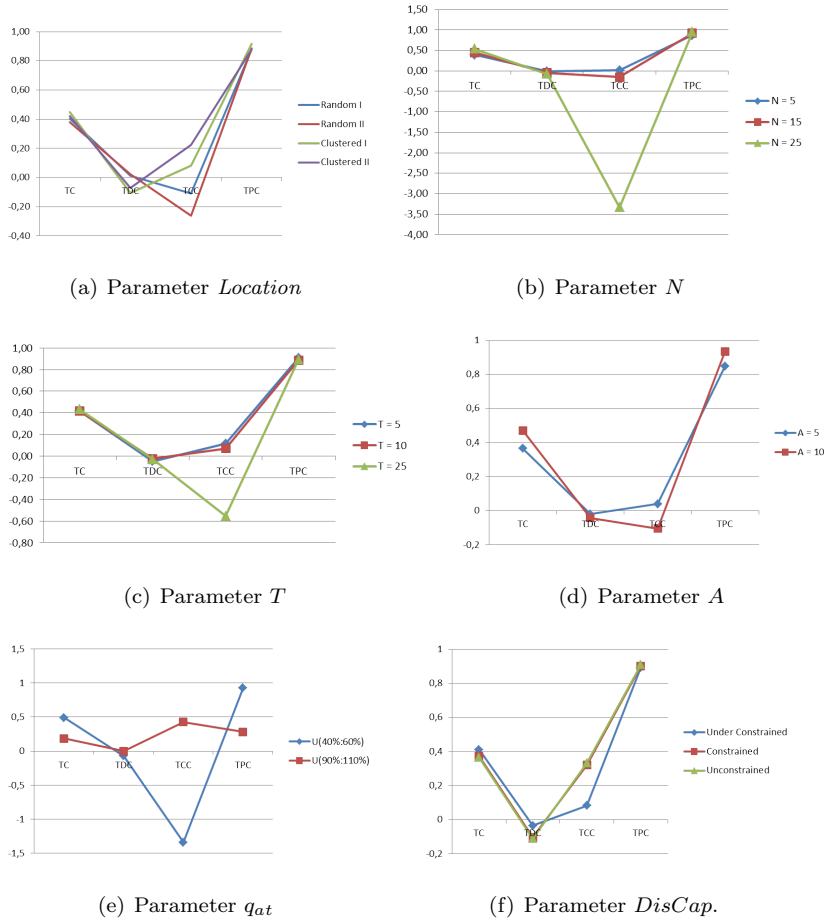 1,00
0,80
0,60
0,40
0,20
0,00
-0,20
-0,40
TC
TDC
TCC
TPC
Random I
Random II
Clustered I
Clustered II
(a) Parameter Location
1,50
1,00
0,50
0,00
-0,50
-1,00
-1,50
-2,00
-2,50
-3,00
-3,50
-4,00
TC
TDC
TCC
TPC
N = 5
N = 15
N = 25
(b) Parameter N
1,00
0,80
0,60
0,40
0,20
0,00
-0,20
-0,40
-0,60
-0,80
TC
TDC
TCC
TPC
T = 5
T = 10
T = 25
(c) Parameter T
1
0,8
0,6
0,4
0,2
0
-0,2
TC
TDC
TCC
TPC
A = 5
A = 10
(d) Parameter A
1,5
1
0,5
0
-0,5
-1
-1,5
TC
TDC
TCC
TPC
U(40%:60%)
U(90%:110%)
(e) Parameter qat
1
0,8
0,6
0,4
0,2
0
-0,2
TC
TDC
TCC
TPC
Under Constrained
Constrained
Unconstrained
(f) Parameter DisCap.